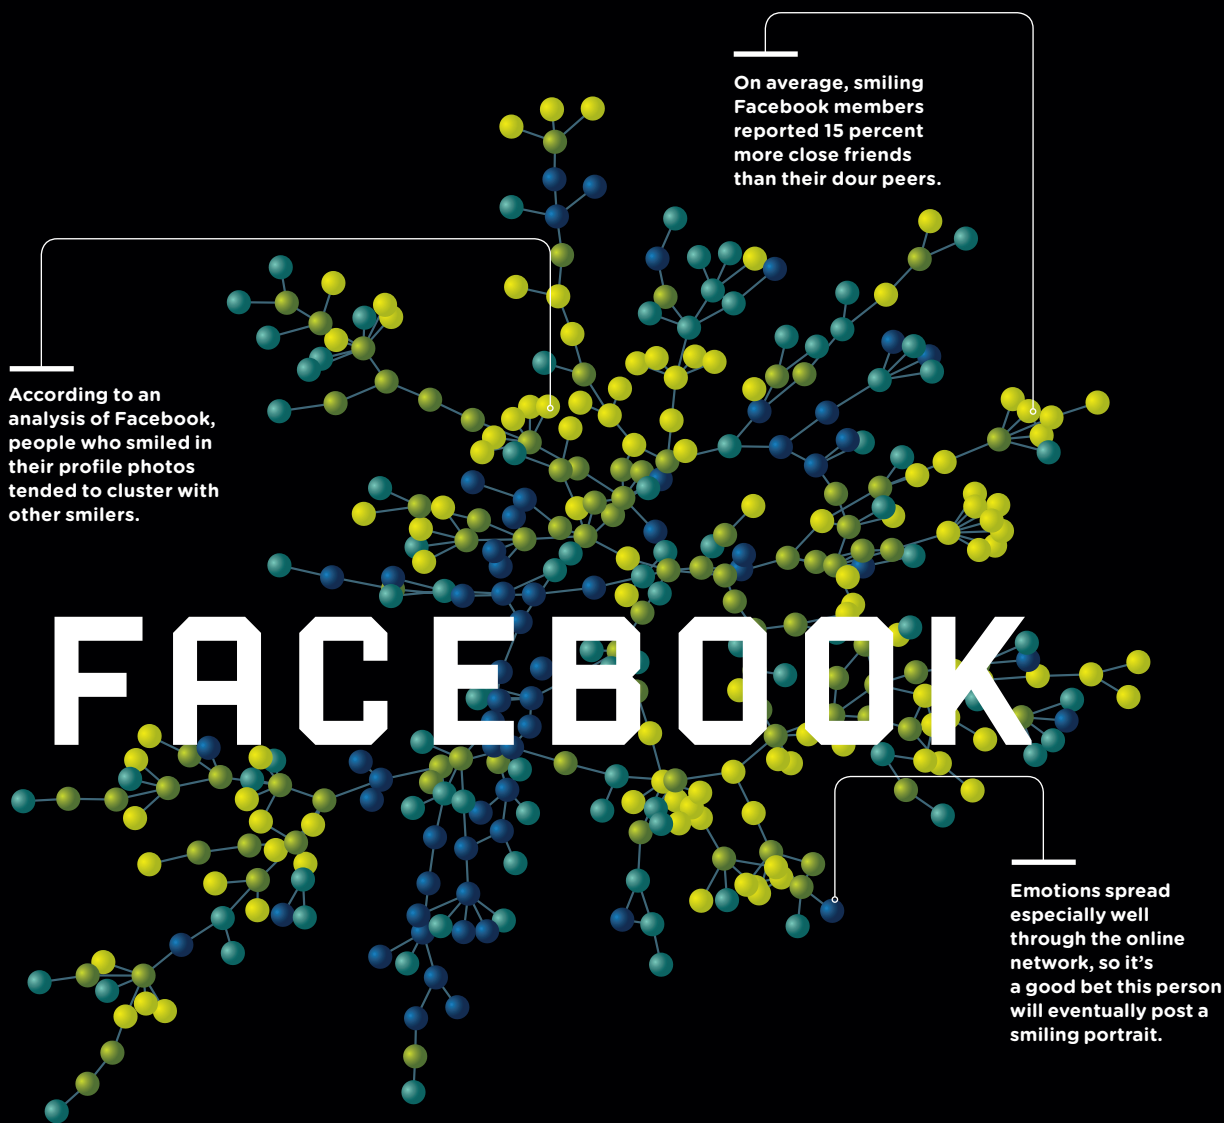 On average, smiling
Facebook members
reported 15 percent
more close friends
than their dour peers.
According to an
analysis of Facebook,
people who smiled in
their profile photos
tended to cluster with
other smilers.
FACEBOOK
Emotions spread
especially well
through the online
network, so it's
a good bet this person
will eventually post a
smiling portrait.